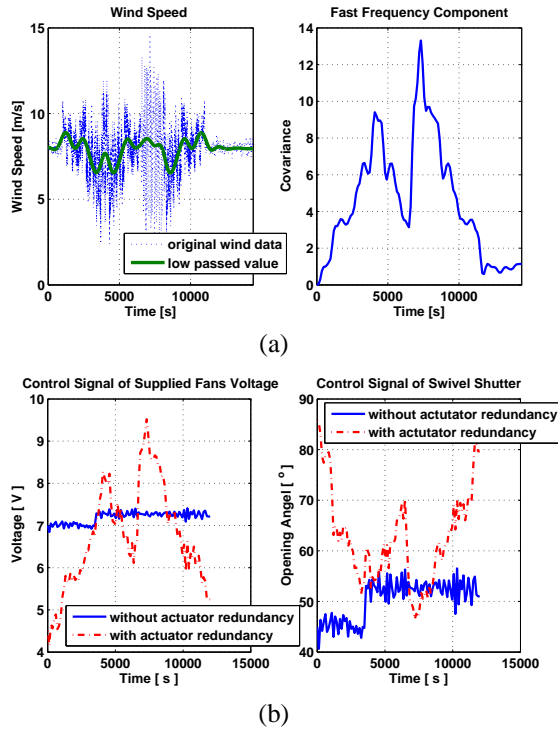 Wind Speed
Fast Frequency Component
15
10
5
0
Wind Speed [m/s]
original wind data
low passed value
0 5000 10000
Time [s]
14
12
10
8
6
4
2
0
Covariance
0 5000 10000
Time [s]
(a)
Control Signal of Supplied Fans Voltage
Control Signal of Swivel Shutter
10
9
8
7
6
5
4
Voltage [ V ]
without actuator redundancy
with actuator redundancy
0 5000 10000 15000
Time [ s ]
90
80
70
60
50
40
Opening Angel [ ° ]
without actutator redundancy
with actutator redundancy
0 5000 10000 15000
Time [ s ]
(b)